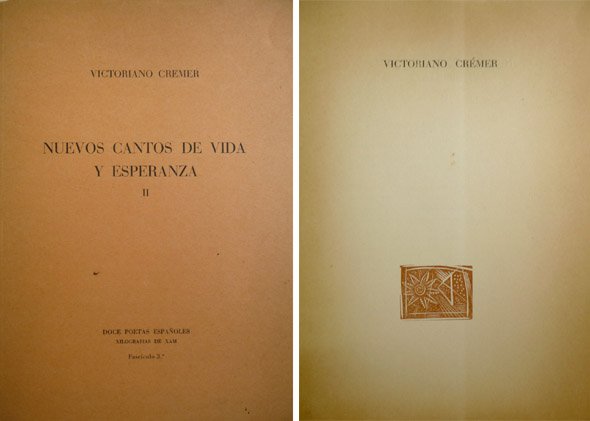 VICTORIANO CREMER
NUEVOS CANTOS DE VIDA
Y ESPERANZA
II
DOCE POETAS ESPAÑOLES
XILOGRAFIAS DE XAM
Fascículo 3.º
VICTORIANO CRÉMER